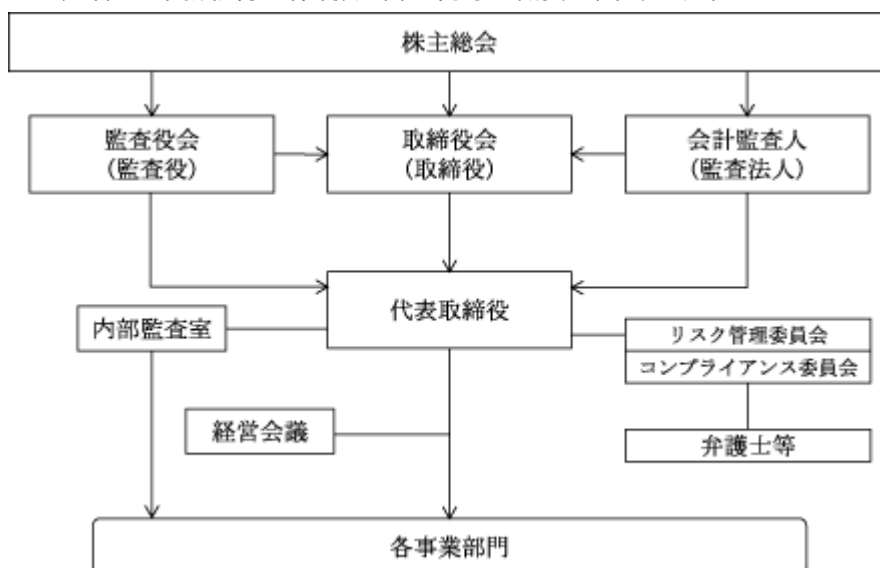 株主総会
監査役会
(監査役)
取締役会
(取締役)
会計監査人
(監査法人)
代表取締役
内部監査室
リスク管理委員会
コンプライアンス委員会
経営会議
弁護士等
各事業部門